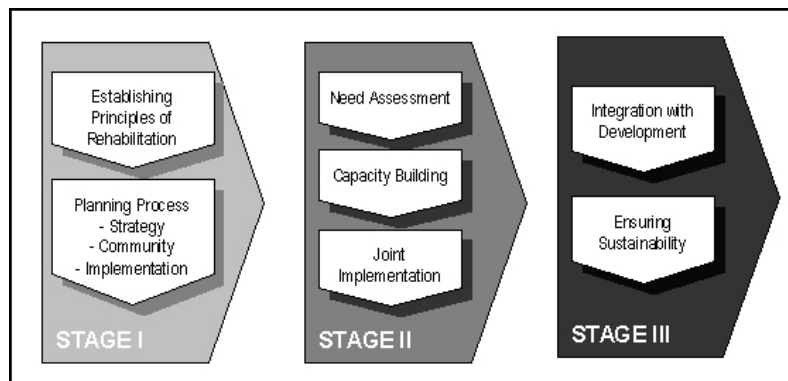 Establishing
Principles of
Rehabilitation
Planning Process
- Strategy
- Community
- Implementation
STAGE I
Need Assessment
Capacity Building
Joint
Implementation
STAGE II
Integration with
Development
Ensuring
Sustainability
STAGE III